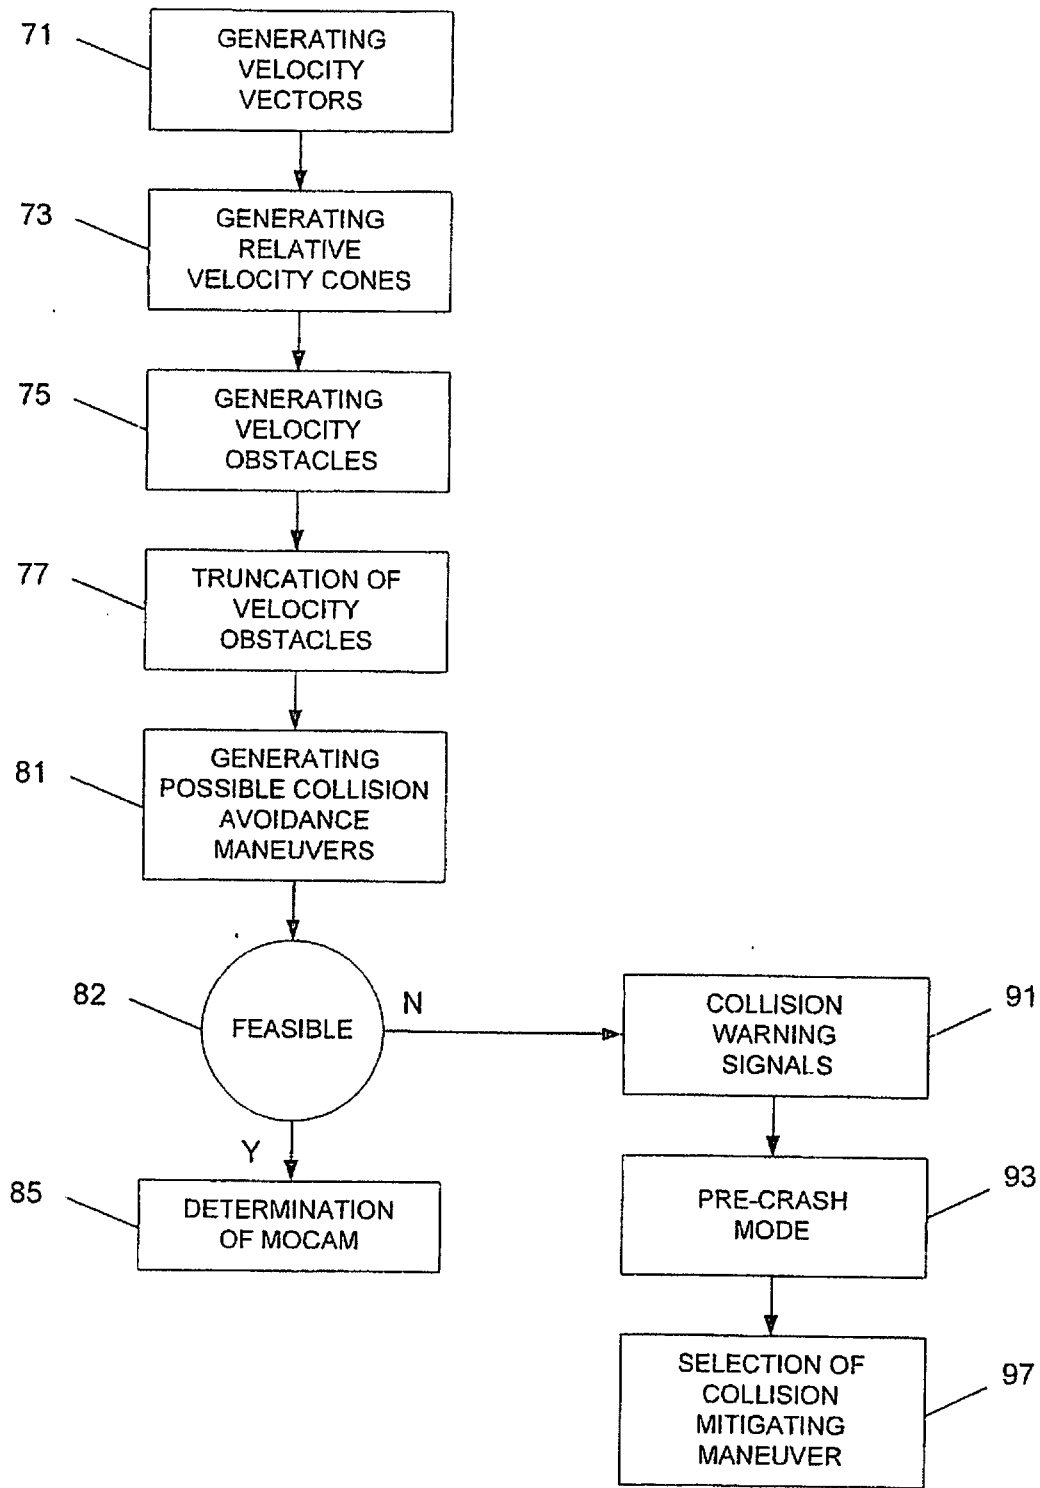 71
GENERATING
VELOCITY
VECTORS
73
GENERATING
RELATIVE
VELOCITY CONES
75
GENERATING
VELOCITY
OBSTACLES
77
TRUNCATION OF
VELOCITY
OBSTACLES
81
GENERATING
POSSIBLE COLLISION
AVOIDANCE
MANEUVERS
82
FEASIBLE
N
Y
85
DETERMINATION
OF MOCAM
COLLISION
WARNING
SIGNALS
91
PRE-CRASH
MODE
93
SELECTION OF
COLLISION
MITIGATING
MANEUVER
97